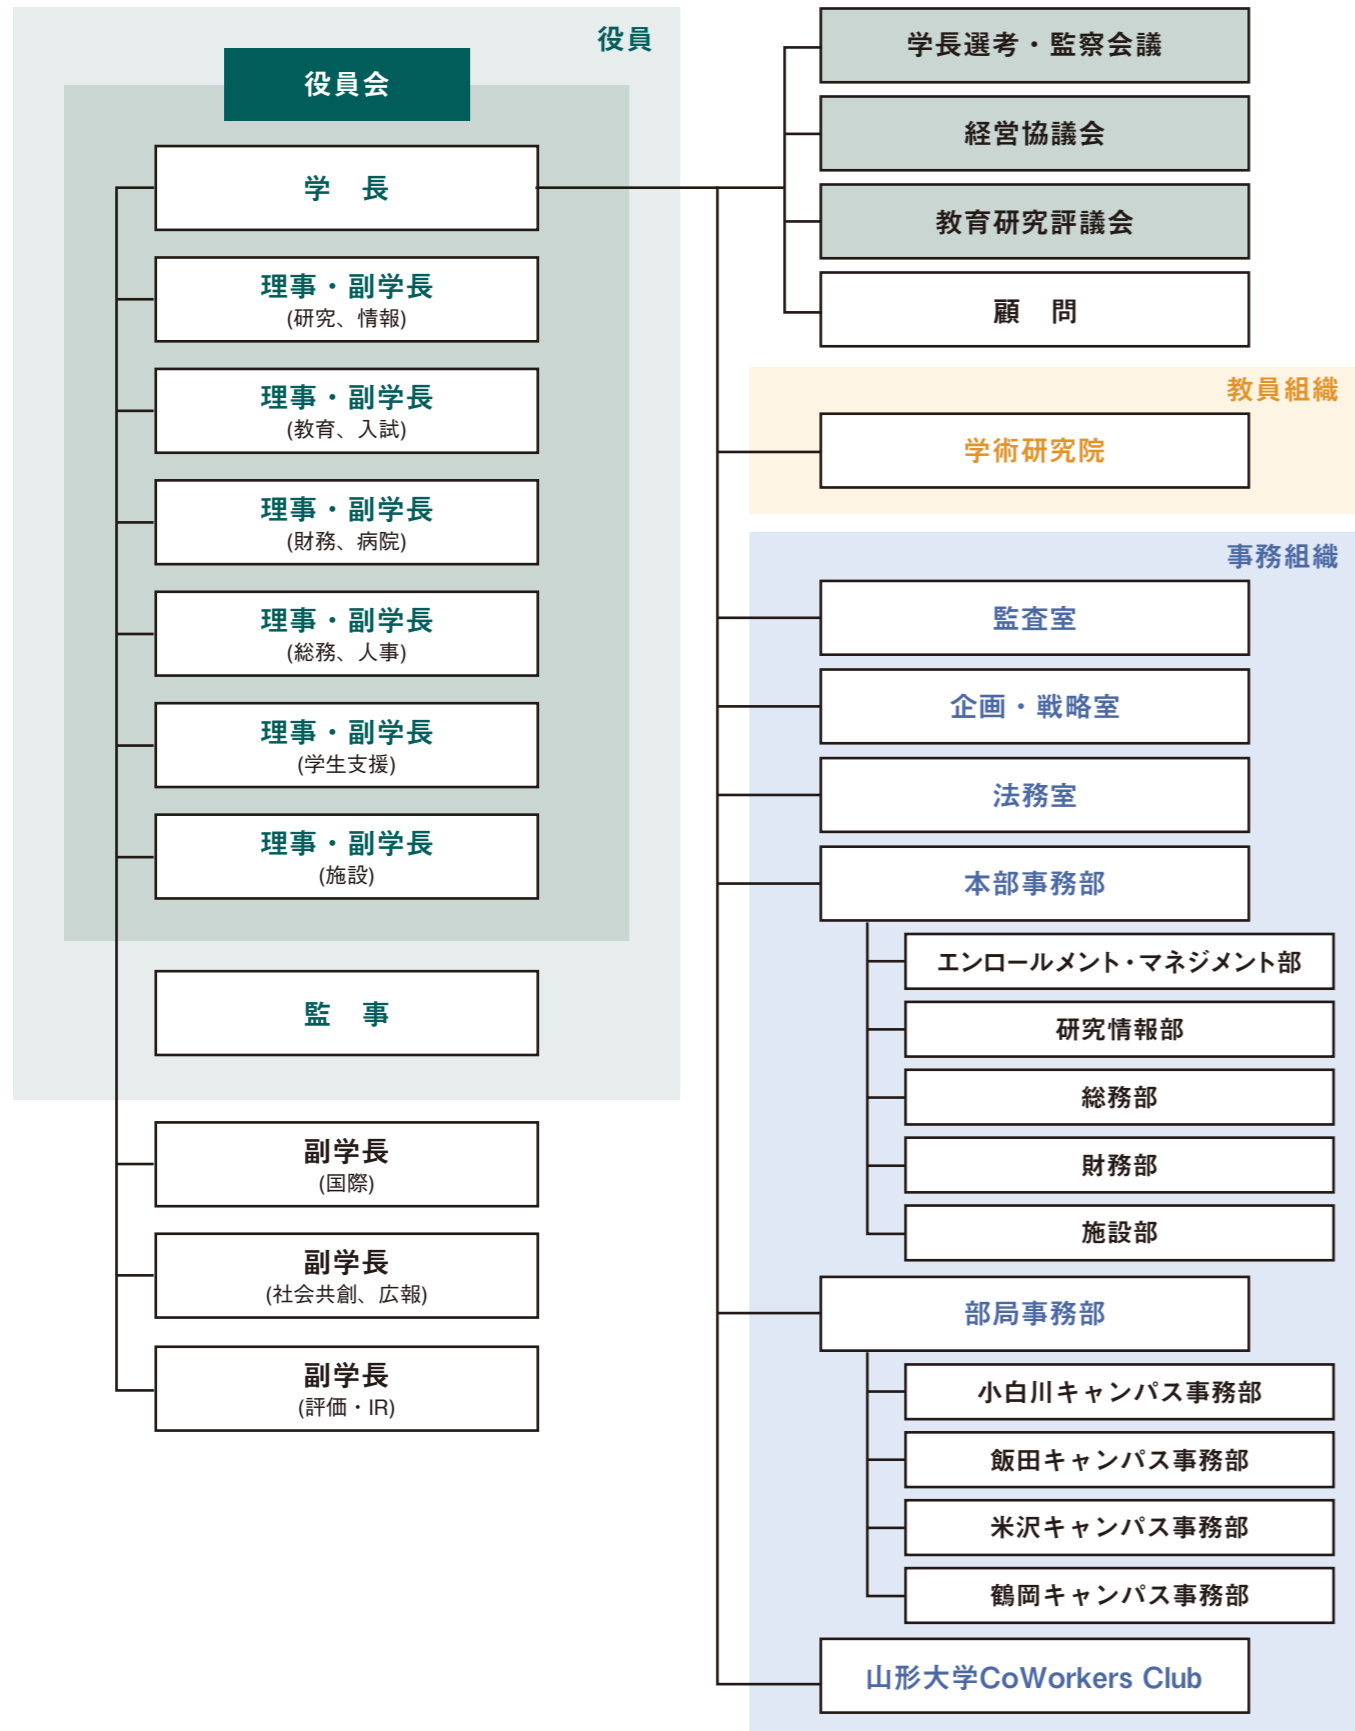 役員
役員会
学　長
理事・副学長
(研究、情報)
理事・副学長
(教育、入試)
理事・副学長
(財務、病院)
理事・副学長
(総務、人事)
理事・副学長
(学生支援)
理事・副学長
(施設)
監　事
副学長
(国際)
副学長
(社会共創、広報)
副学長
(評価・IR)
学長選考・監察会議
経営協議会
教育研究評議会
顧　問
教員組織
学術研究院
事務組織
監査室
企画・戦略室
法務室
本部事務部
エンロールメント・マネジメント部
研究情報部
総務部
財務部
施設部
部局事務部
小白川キャンパス事務部
飯田キャンパス事務部
米沢キャンパス事務部
鶴岡キャンパス事務部
山形大学CoWorkers Club